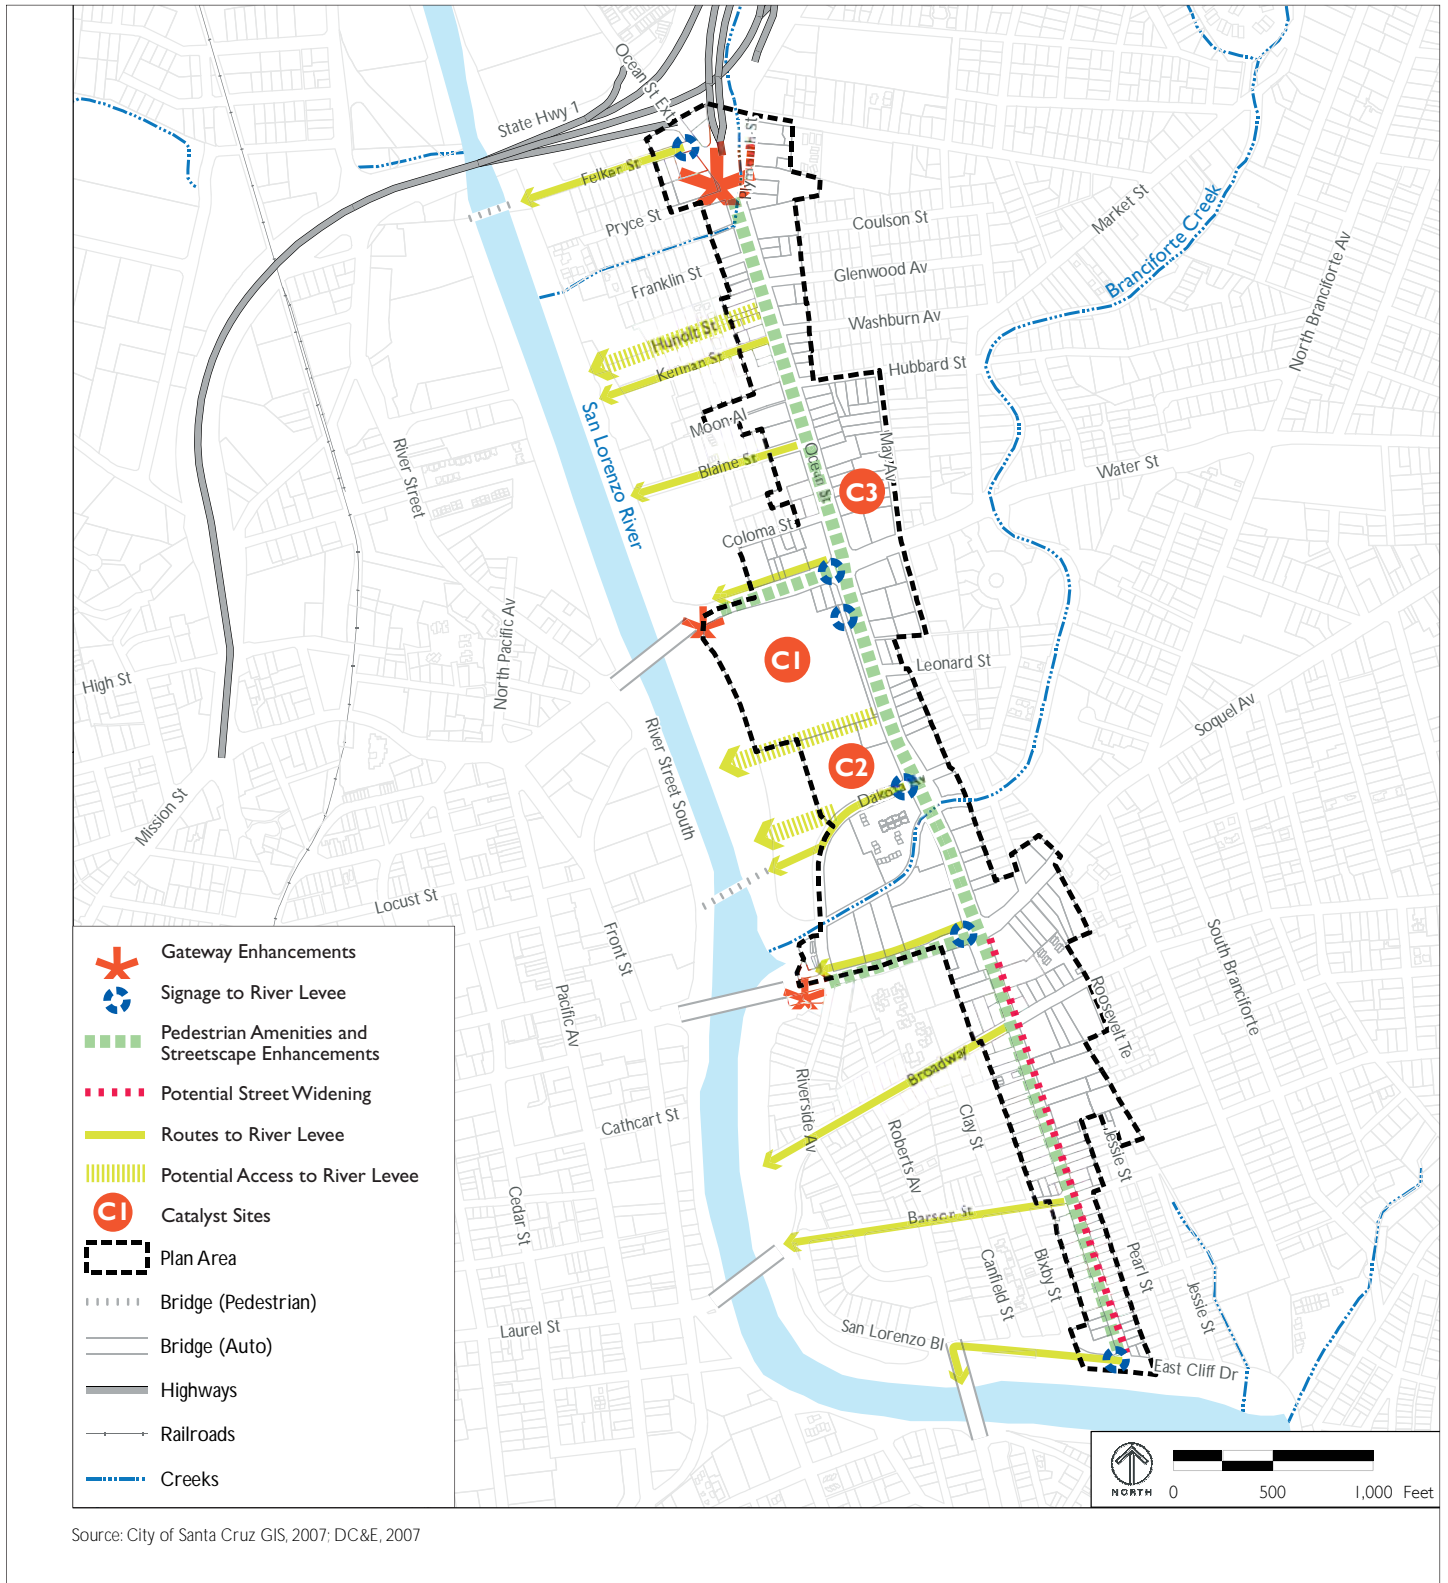 Ocean St Ext
State Hwy 1
Plymouth St
Felker St
Pryce St
Coulson St
Market St
Branciforte Creek
Franklin St
Glenwood Av
North Branciforte Av
Hunolt St
Washburn Av
Kennan St
Hubbard St
San Lorenzo River
Moon Al
May Av
River Street
Blaine St
Ocean St
Water St
C3
Coloma St
North Pacific Av
C1
Leonard St
High St
River Street South
Soquel Av
C2
Dakota Av
Mission St
Locust St
Front St
South Branciforte
Pacific Av
Roosevelt Te
Broadway
Riverside Av
Cathcart St
Clay St
Roberts Av
Jessie St
Cedar St
Barson St
Canfield St
Bixby St
Pearl St
Jessie St
Laurel St
San Lorenzo Bl
East Cliff Dr
Gateway Enhancements
Signage to River Levee
Pedestrian Amenities and
Streetscape Enhancements
Potential Street Widening
Routes to River Levee
Potential Access to River Levee
C1
Catalyst Sites
Plan Area
Bridge (Pedestrian)
Bridge (Auto)
Highways
Railroads
Creeks
NORTH
0 500 1,000 Feet
Source: City of Santa Cruz GIS, 2007; DC&E, 2007